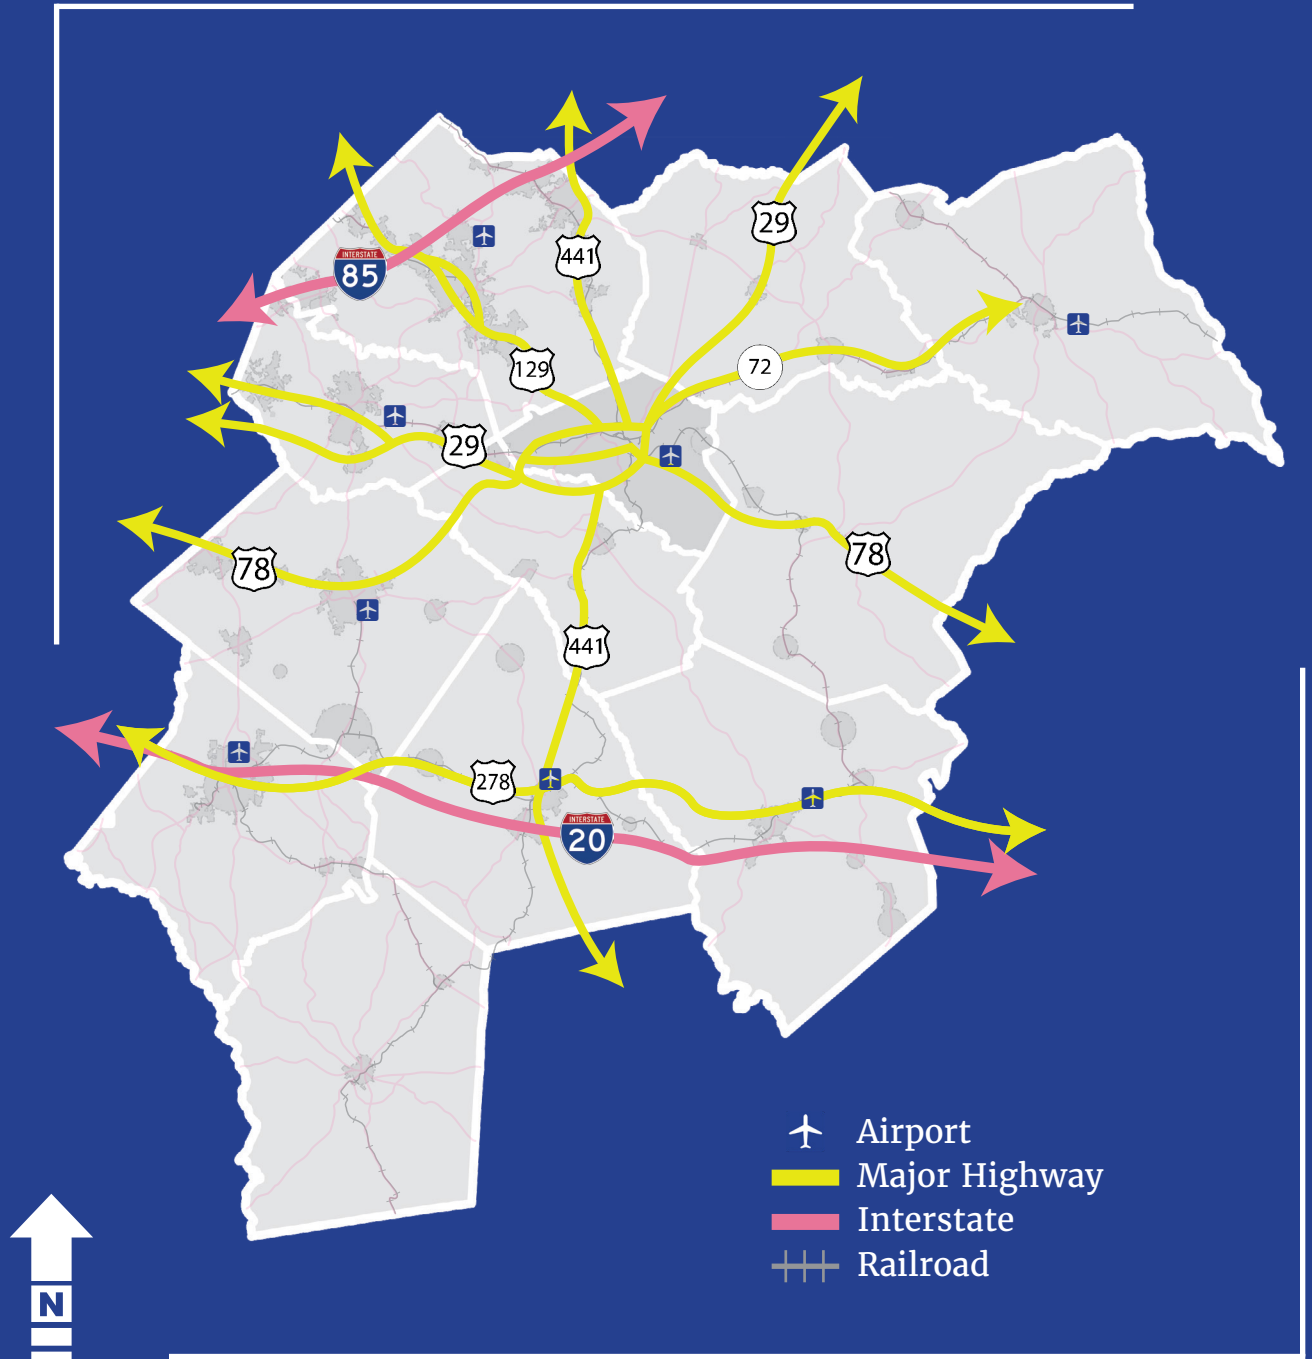 29
441
INTERSTATE
85
72
129
29
78
78
441
278
INTERSTATE
20
Airport
Major Highway
Interstate
Railroad
N